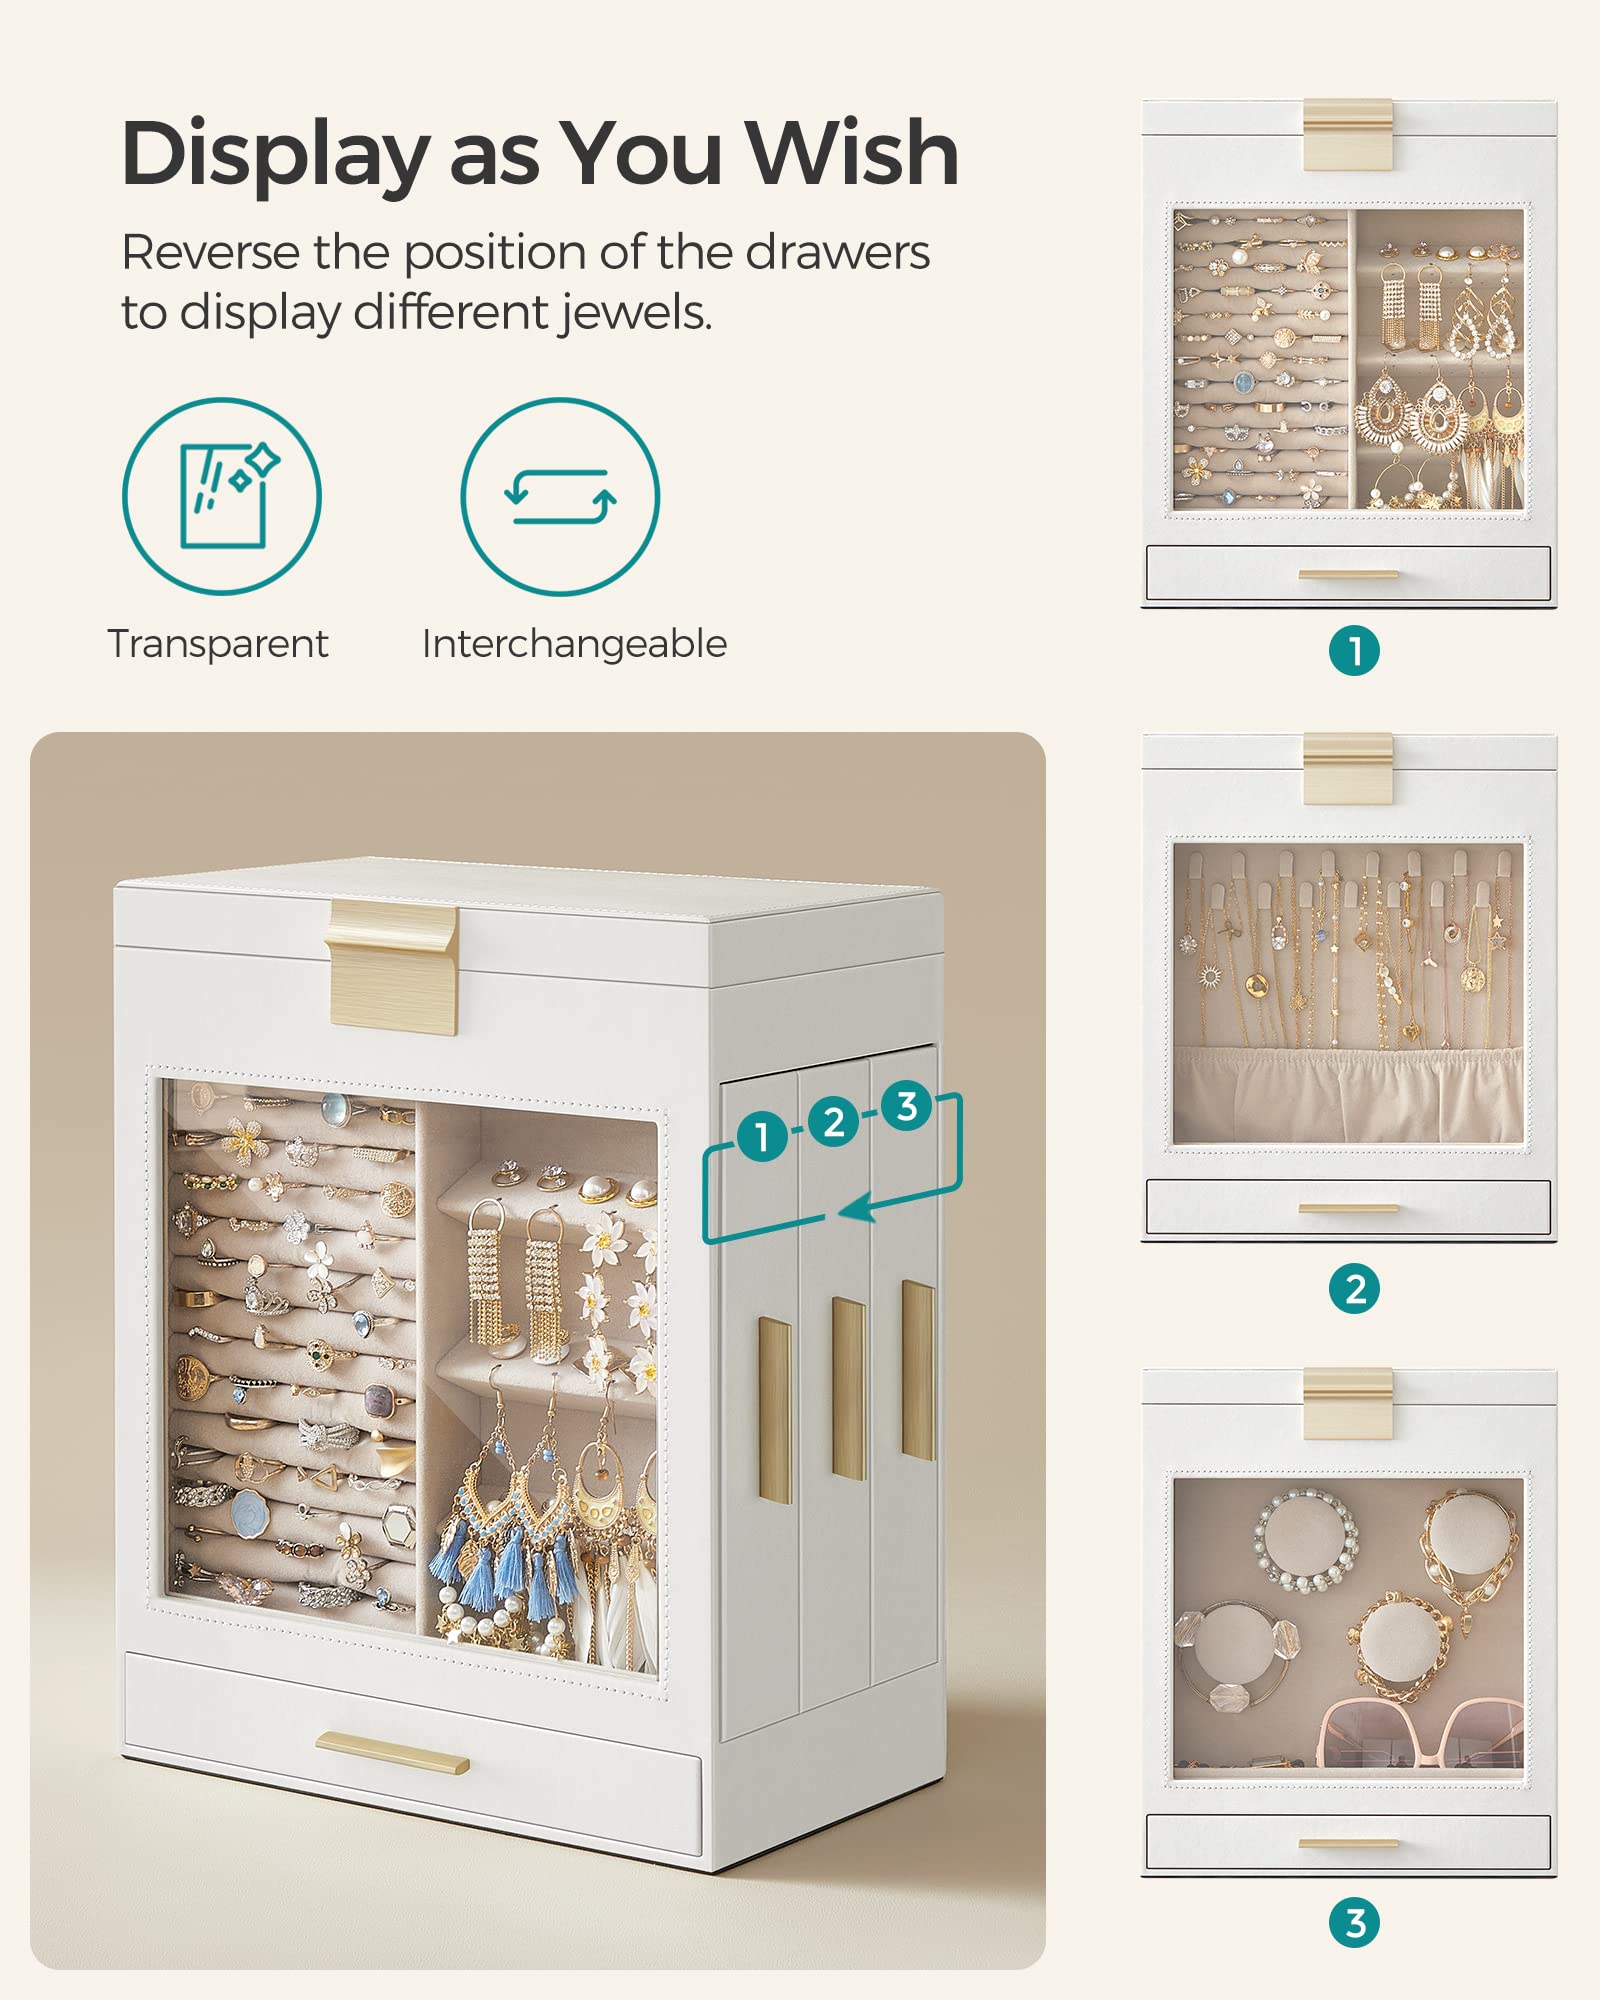 Display as You Wish
Reverse the position of the drawers
to display different jewels.
Transparent
Interchangeable
1
2
3
1
2
3